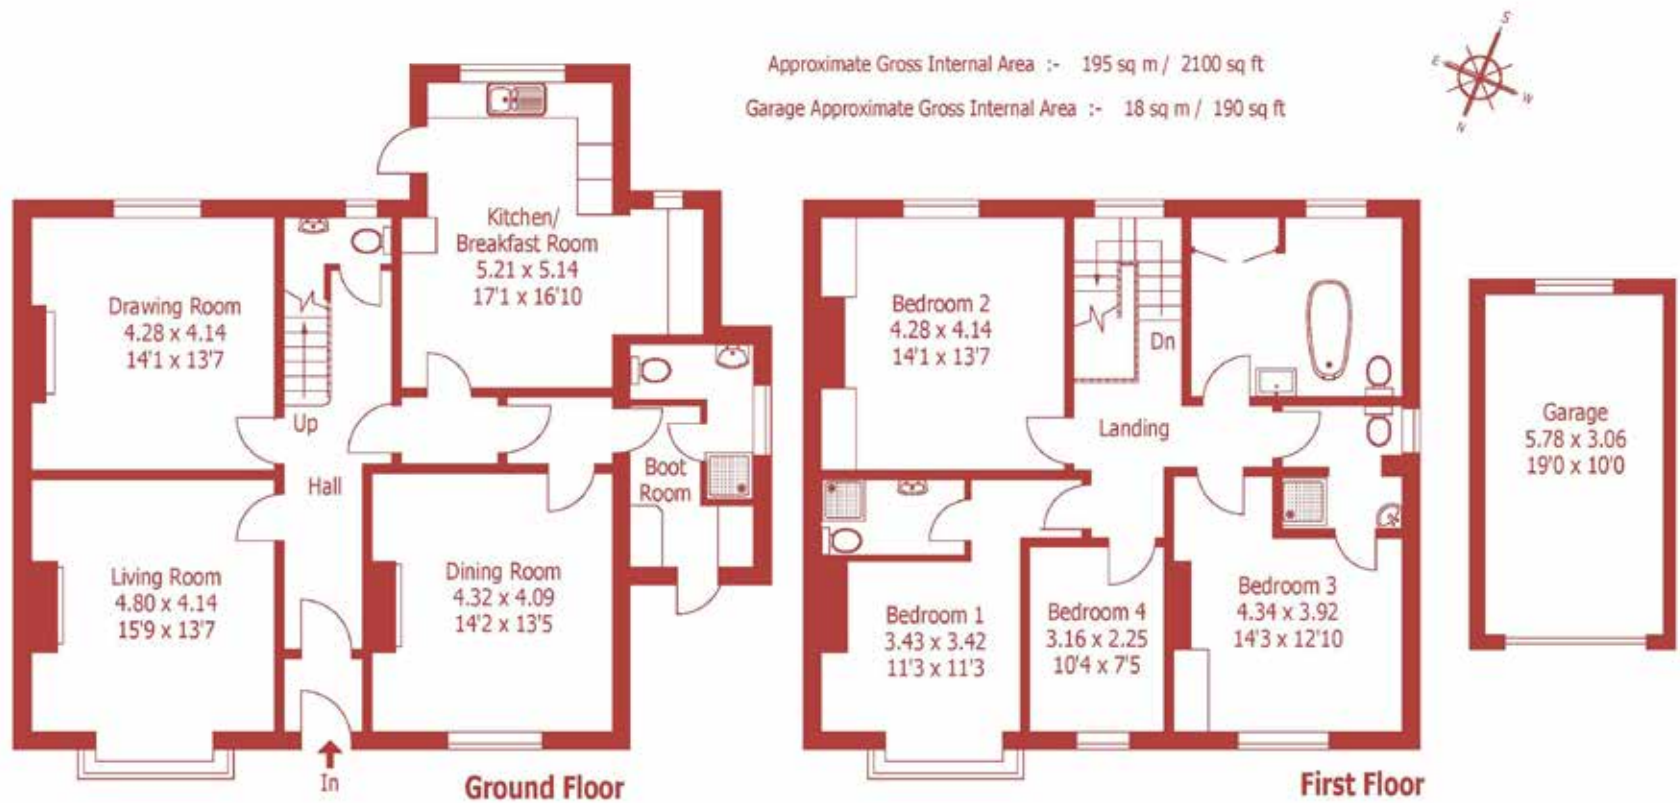 Approximate Gross Internal Area :- 195 sq m / 2100 sq ft
Garage Approximate Gross Internal Area :- 18 sq m / 190 sq ft
S
E
W
N
Kitchen/
Breakfast Room
5.21 x 5.14
17'1 x 16'10
Drawing Room
4.28 x 4.14
14'1 x 13'7
Up
Hall
Boot
Room
Living Room
4.80 x 4.14
15'9 x 13'7
Dining Room
4.32 x 4.09
14'2 x 13'5
In
Ground Floor
Bedroom 2
4.28 x 4.14
14'1 x 13'7
Dn
Landing
Bedroom 1
3.43 x 3.42
11'3 x 11'3
Bedroom 4
3.16 x 2.25
10'4 x 7'5
Bedroom 3
4.34 x 3.92
14'3 x 12'10
First Floor
Garage
5.78 x 3.06
19'0 x 10'0